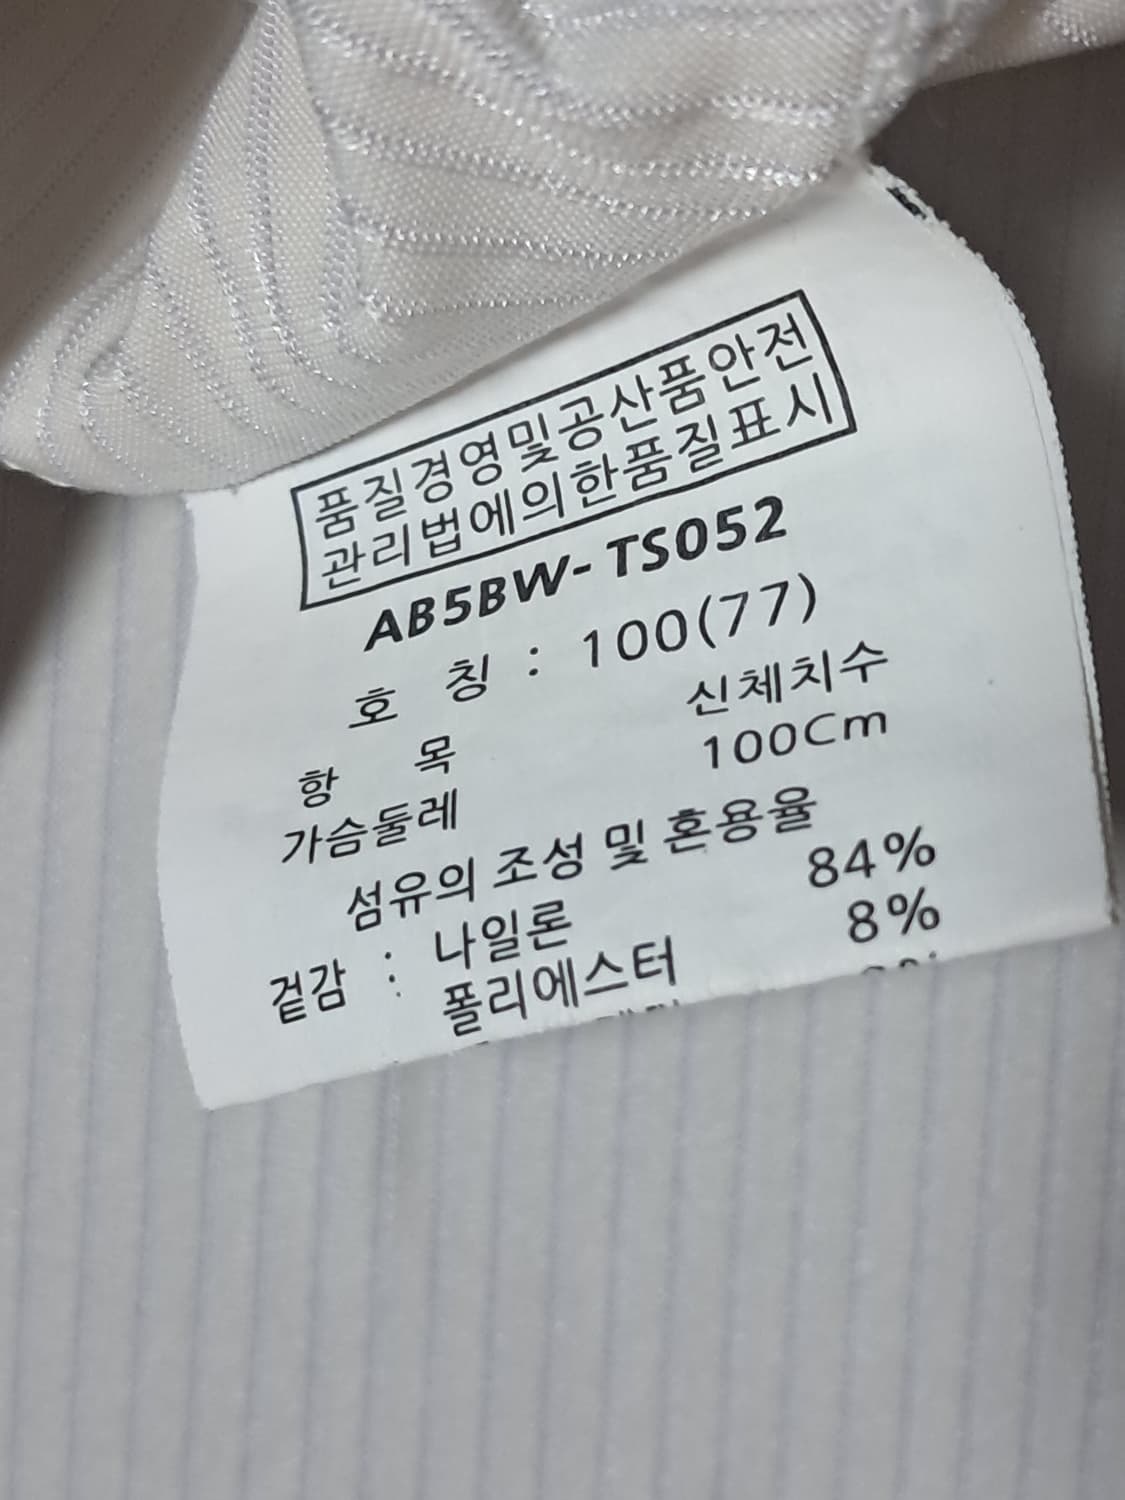 품질경영및공산품안전
관리법에의한품질표시
AB5BW-TS052
호 칭 : 100(77)
항 목 신체치수
가슴둘레 100Cm
섬유의 조성 및 혼용율
겉감 : 나일론 84%
폴리에스터 8%